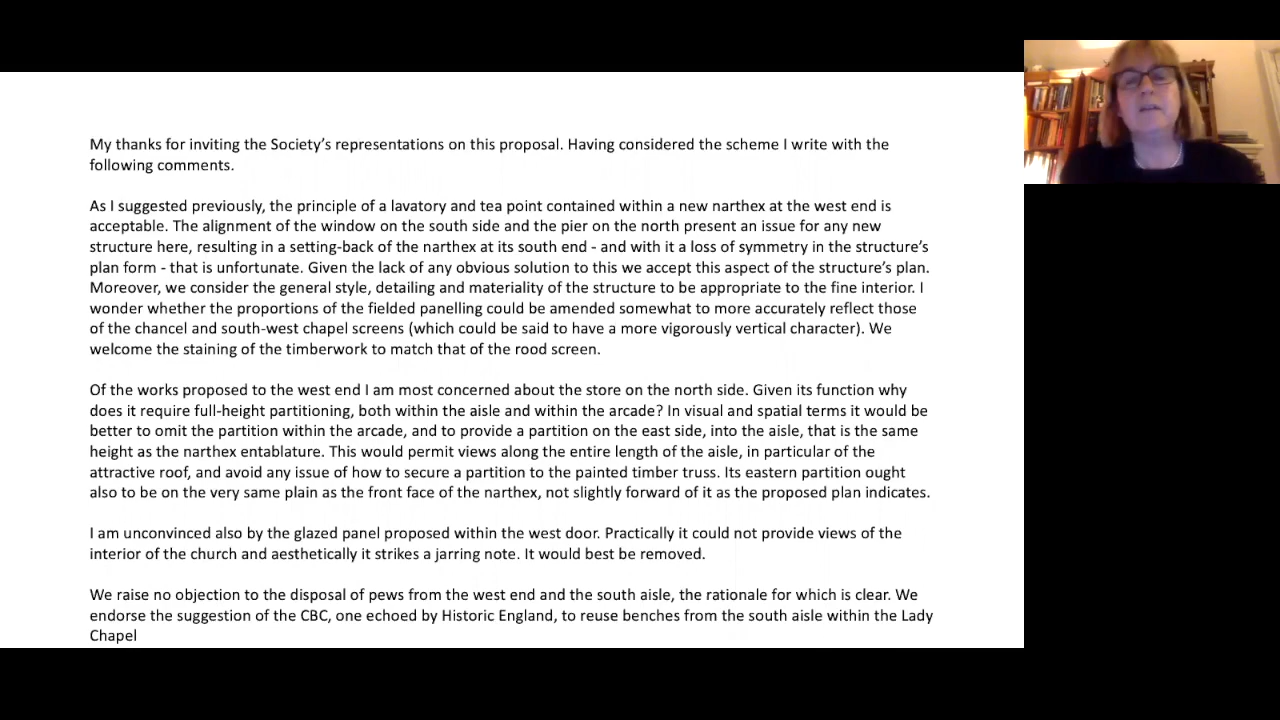 My thanks for inviting the Society’s representations on this proposal. Having considered the scheme I write with the
following comments.
As I suggested previously, the principle of a lavatory and tea point contained within a new narthex at the west end is
acceptable. The alignment of the window on the south side and the pier on the north present an issue for any new
structure here, resulting in a setting-back of the narthex at its south end - and with it a loss of symmetry in the structure’s
plan form - that is unfortunate. Given the lack of any obvious solution to this we accept this aspect of the structure’s plan.
Moreover, we consider the general style, detailing and materiality of the structure to be appropriate to the fine interior. I
wonder whether the proportions of the fielded panelling could be amended somewhat to more accurately reflect those
of the chancel and south-west chapel screens (which could be said to have a more vigorously vertical character). We
welcome the staining of the timberwork to match that of the rood screen.
Of the works proposed to the west end I am most concerned about the store on the north side. Given its function why
does it require full-height partitioning, both within the aisle and within the arcade? In visual and spatial terms it would be
better to omit the partition within the arcade, and to provide a partition on the east side, into the aisle, that is the same
height as the narthex entablature. This would permit views along the entire length of the aisle, in particular of the
attractive roof, and avoid any issue of how to secure a partition to the painted timber truss. Its eastern partition ought
also to be on the very same plain as the front face of the narthex, not slightly forward of it as the proposed plan indicates.
I am unconvinced also by the glazed panel proposed within the west door. Practically it could not provide views of the
interior of the church and aesthetically it strikes a jarring note. It would best be removed.
We raise no objection to the disposal of pews from the west end and the south aisle, the rationale for which is clear. We
endorse the suggestion of the CBC, one echoed by Historic England, to reuse benches from the south aisle within the Lady
Chapel